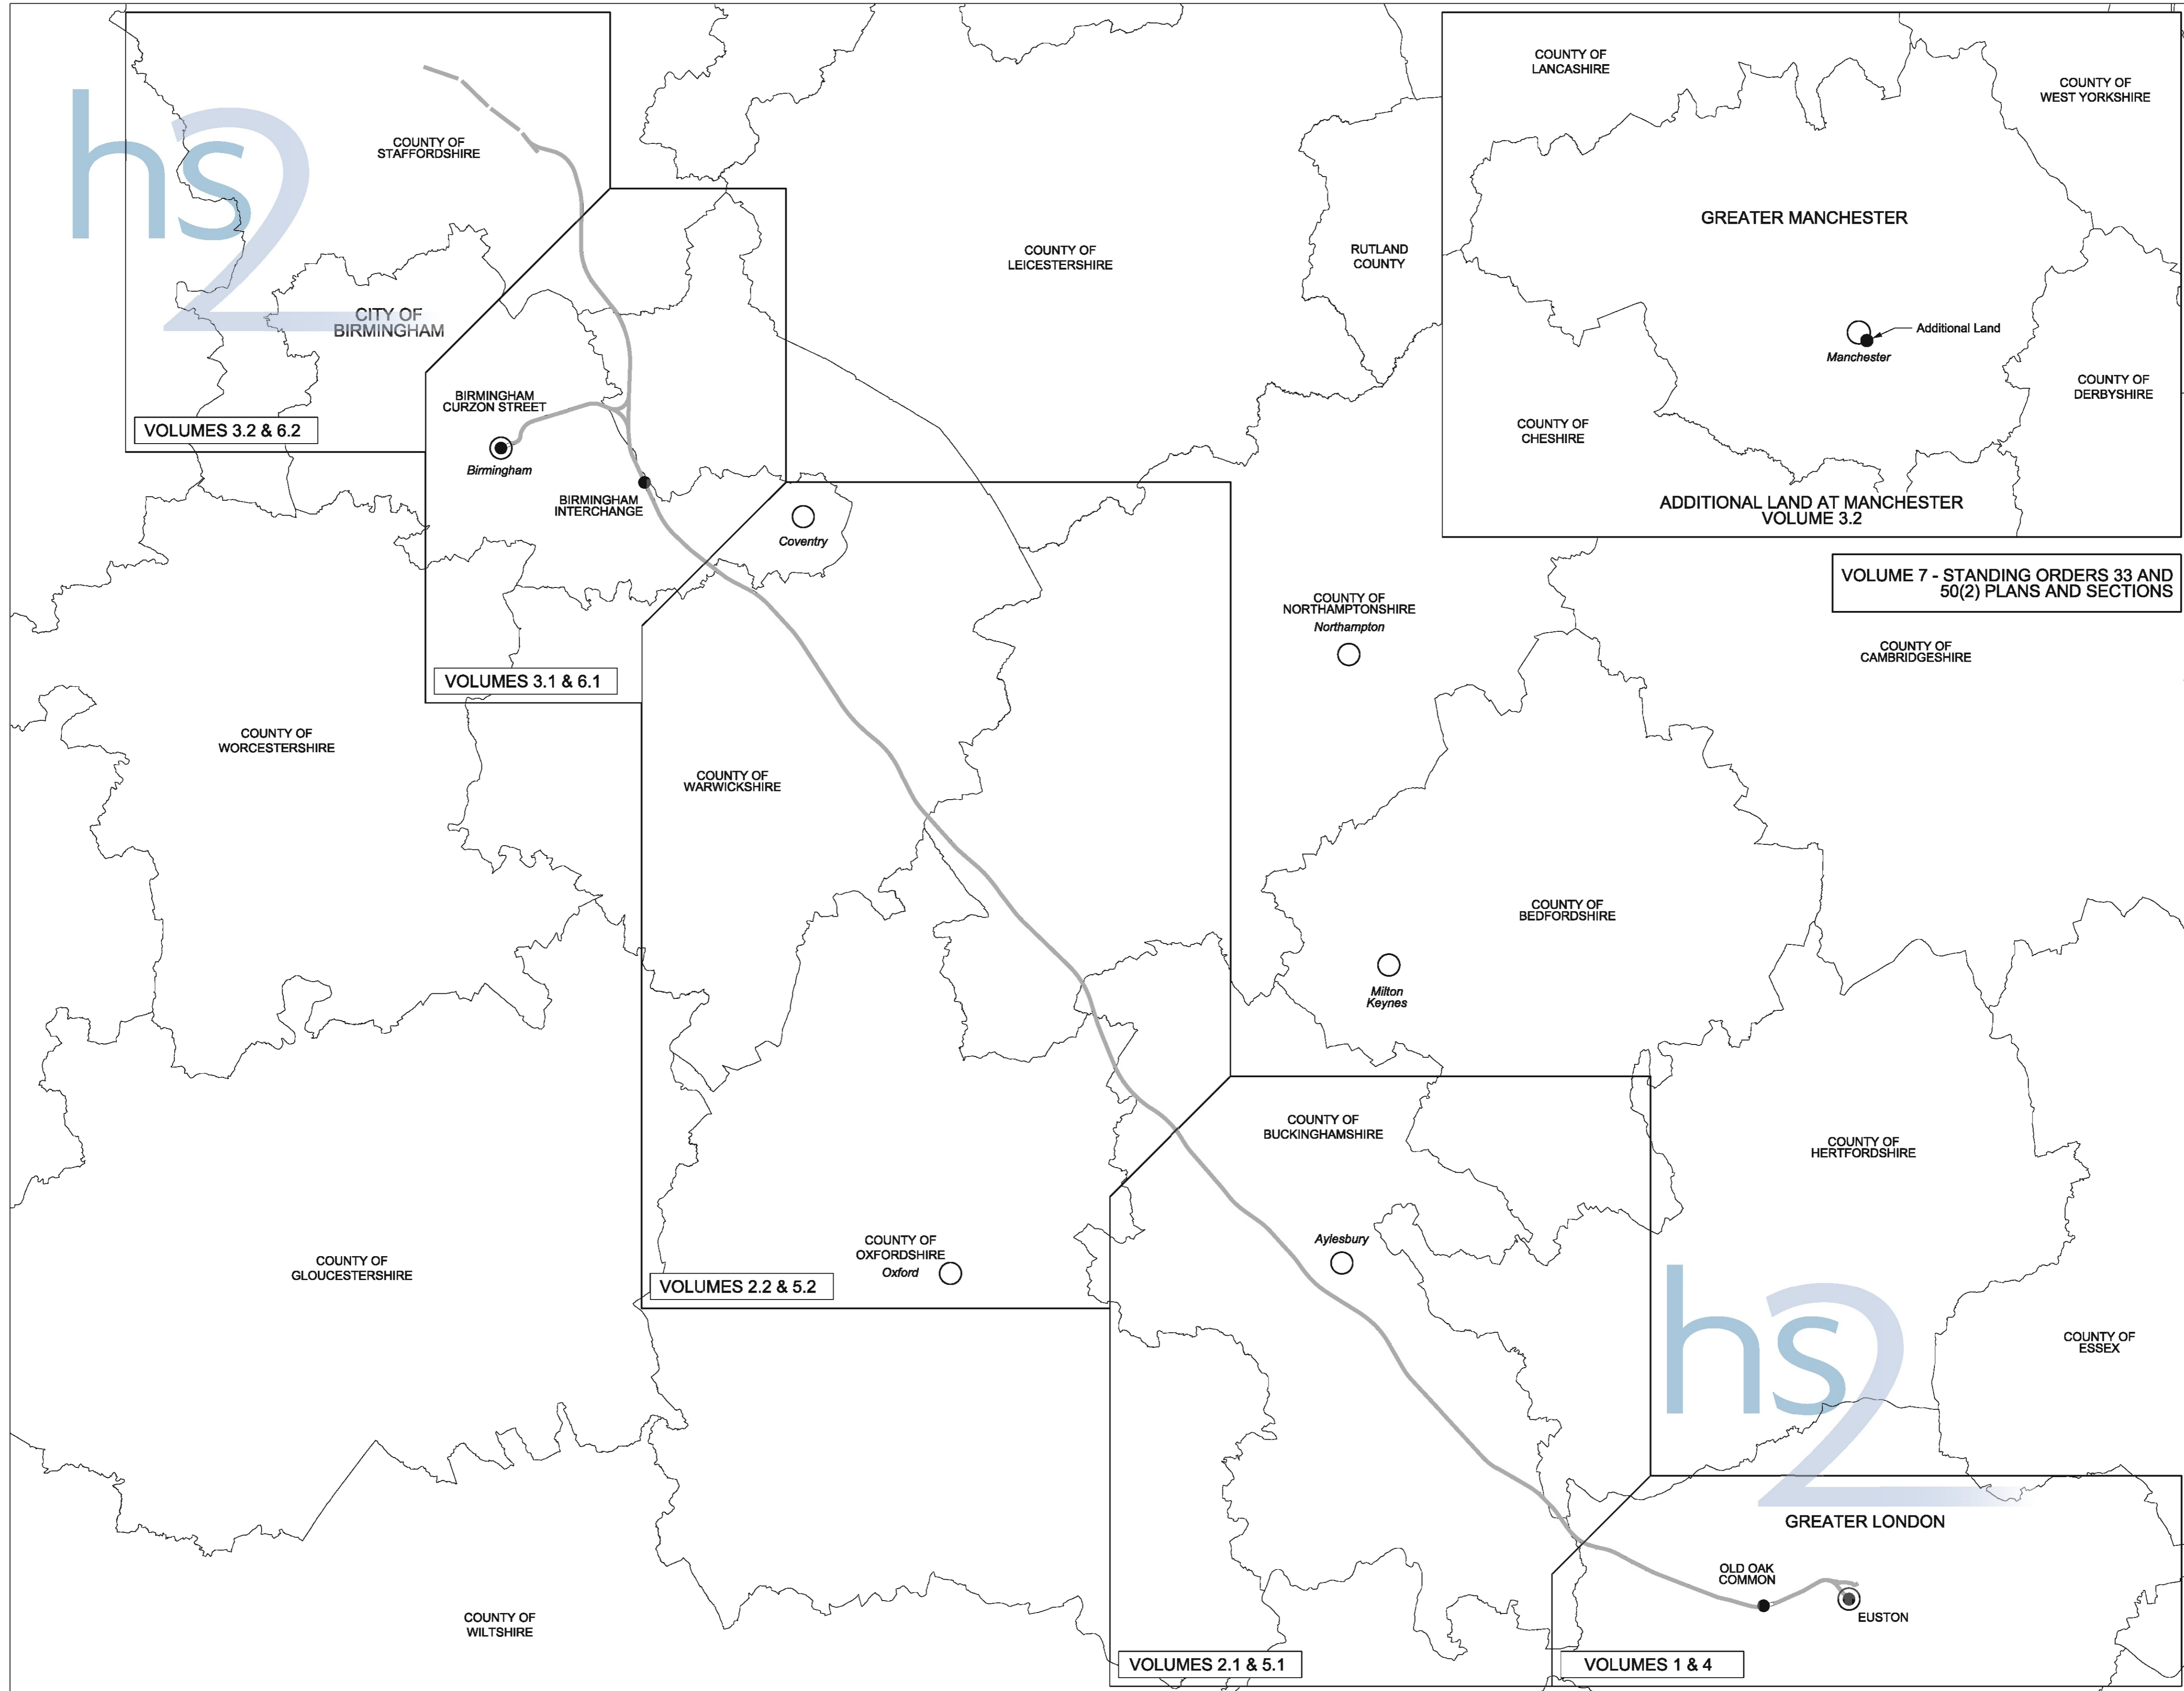 COUNTY OF
LANCASHIRE
COUNTY OF
WEST YORKSHIRE
hs2
COUNTY OF
STAFFORDSHIRE
GREATER MANCHESTER
COUNTY OF
LEICESTERSHIRE
RUTLAND
COUNTY
CITY OF
BIRMINGHAM
Additional Land
Manchester
COUNTY OF
DERBYSHIRE
BIRMINGHAM
CURZON STREET
VOLUMES 3.2 & 6.2
COUNTY OF
CHESHIRE
Birmingham
BIRMINGHAM
INTERCHANGE
ADDITIONAL LAND AT MANCHESTER
VOLUME 3.2
Coventry
VOLUME 7 - STANDING ORDERS 33 AND
50(2) PLANS AND SECTIONS
COUNTY OF
NORTHAMPTONSHIRE
Northampton
COUNTY OF
CAMBRIDGESHIRE
VOLUMES 3.1 & 6.1
COUNTY OF
WORCESTERSHIRE
COUNTY OF
WARWICKSHIRE
COUNTY OF
BEDFORDSHIRE
Milton
Keynes
COUNTY OF
BUCKINGHAMSHIRE
COUNTY OF
HERTFORDSHIRE
COUNTY OF
OXFORDSHIRE
Oxford
Aylesbury
COUNTY OF
GLOUCESTERSHIRE
VOLUMES 2.2 & 5.2
hs2
COUNTY OF
ESSEX
GREATER LONDON
OLD OAK
COMMON
EUSTON
COUNTY OF
WILTSHIRE
VOLUMES 2.1 & 5.1
VOLUMES 1 & 4